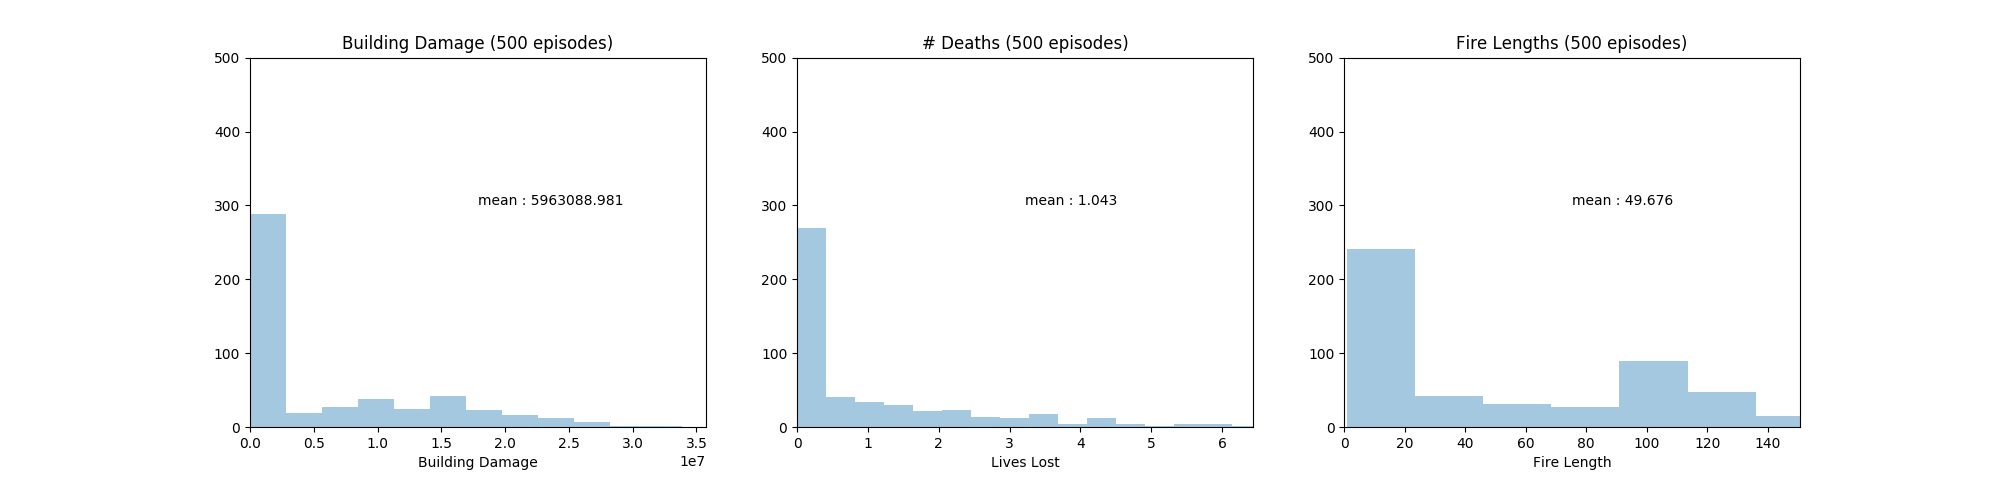 Building Damage (500 episodes)
500
400
300
200
100
0
mean : 5963088.981
0.0 0.5 1.0 1.5 2.0 2.5 3.0 3.5
Building Damage
1e7
# Deaths (500 episodes)
500
400
300
200
100
0
mean : 1.043
0 1 2 3 4 5 6
Lives Lost
Fire Lengths (500 episodes)
500
400
300
200
100
0
mean : 49.676
0 20 40 60 80 100 120 140
Fire Length